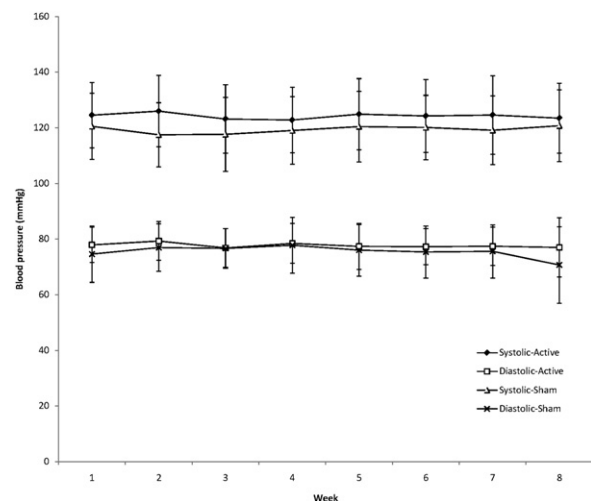 160
140
120
100
80
60
40
20
0
Blood pressure (mmHg)
Systolic-Active
Diastolic-Active
Systolic-Sham
Diastolic-Sham
1 2 3 4 5 6 7 8
Week